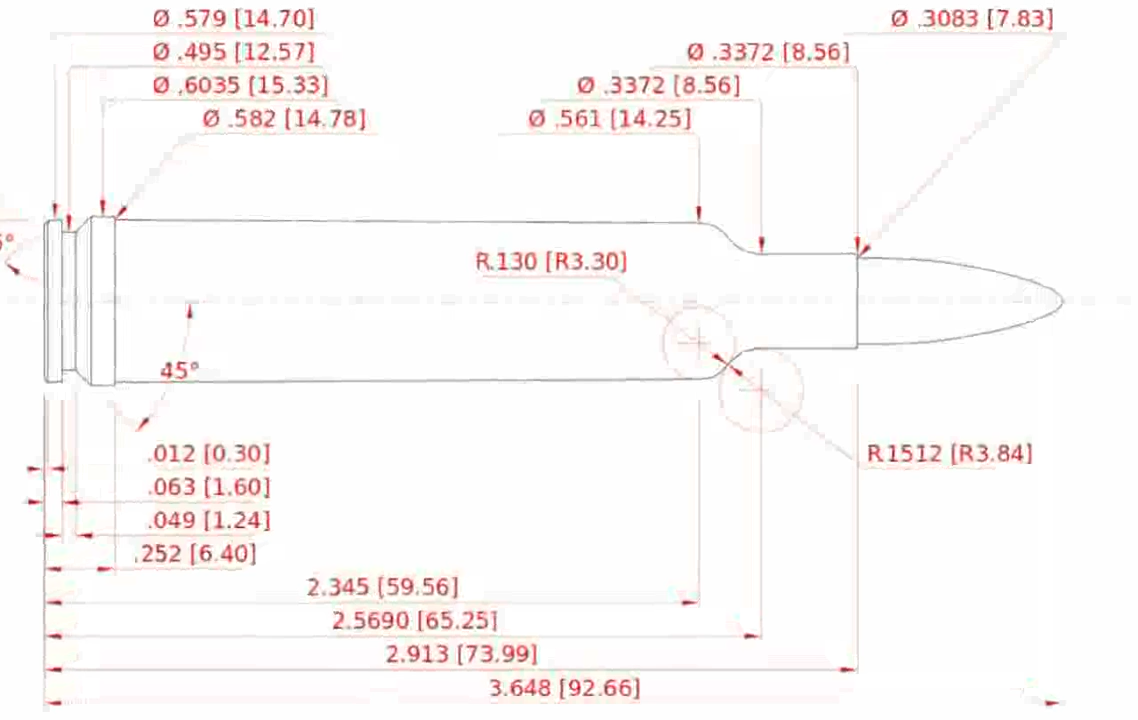 Ø .579 [14.70]
Ø .3083 [7.83]
Ø .495 [12.57]
Ø .3372 [8.56]
Ø .6035 [15.33]
Ø .3372 [8.56]
Ø .582 [14.78]
Ø .561 [14.25]
R.130 [R3.30]
45°
R1512 [R3.84]
.012 [0.30]
.063 [1.60]
.049 [1.24]
.252 [6.40]
2.345 [59.56]
2.5690 [65.25]
2.913 [73.99]
3.648 [92.66]